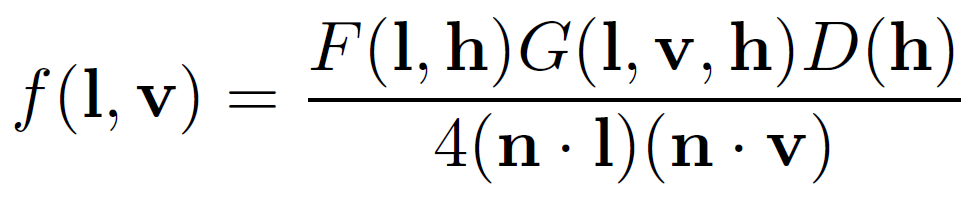 f(l, v) = F(l, h)G(l, v, h)D(h) / 4(n · l)(n · v)